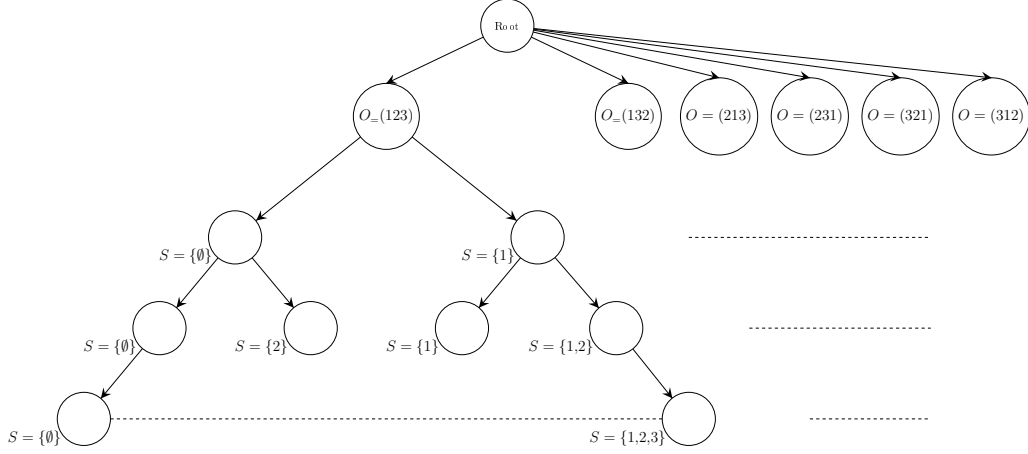 Root
O=(123)
O=(132)
O = (213)
O = (231)
O = (321)
O = (312)
S = {∅}
S = {1}
S = {∅}
S = {2}
S = {1}
S = {1,2}
S = {∅}
S = {1,2,3}